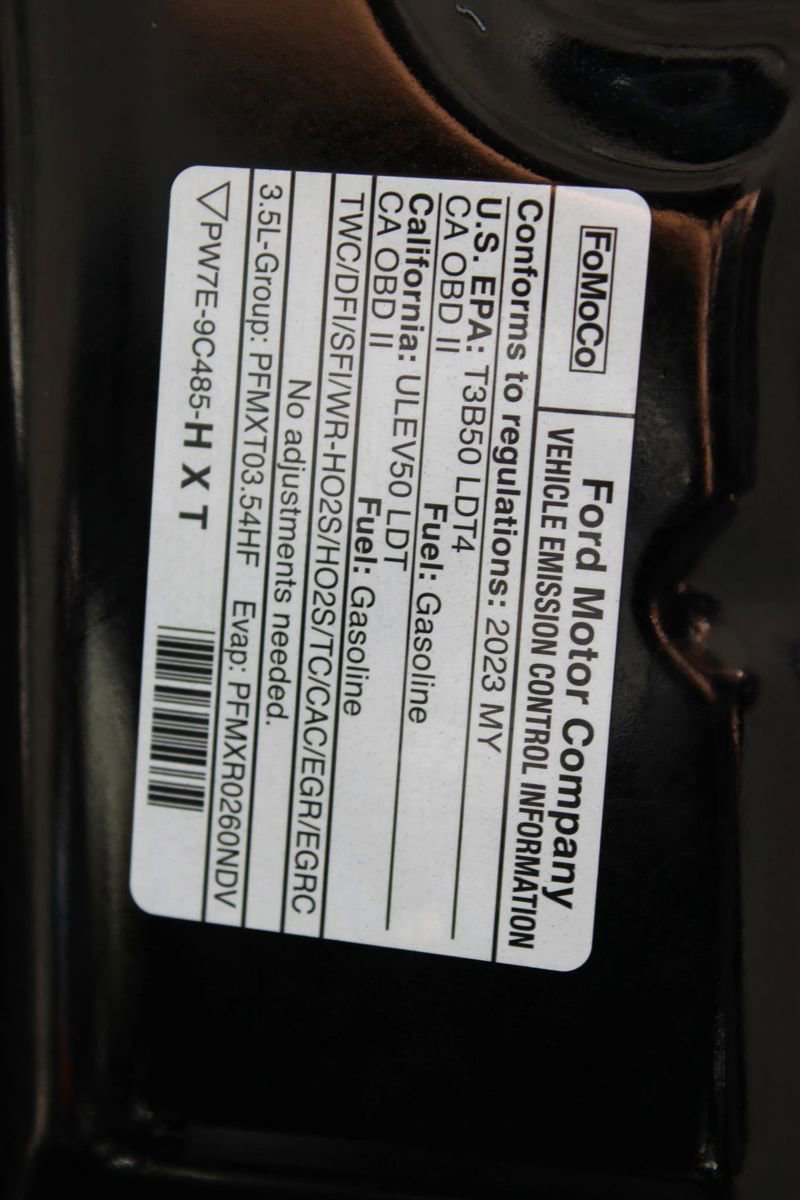 FoMoCo
Ford Motor Company
VEHICLE EMISSION CONTROL INFORMATION
Conforms to regulations: 2023 MY
U.S. EPA: T3B50 LDT4
CA OBD II Fuel: Gasoline
California: ULEV50 LDT
CA OBD II Fuel: Gasoline
TWC/DFI/SFI/WR-HO2S/HO2S/TC/CAC/EGR/EGRC
No adjustments needed.
3.5L-Group: PFMXT03.54HF Evap: PFMXR0260NDV
PW7E-9C485-H X T